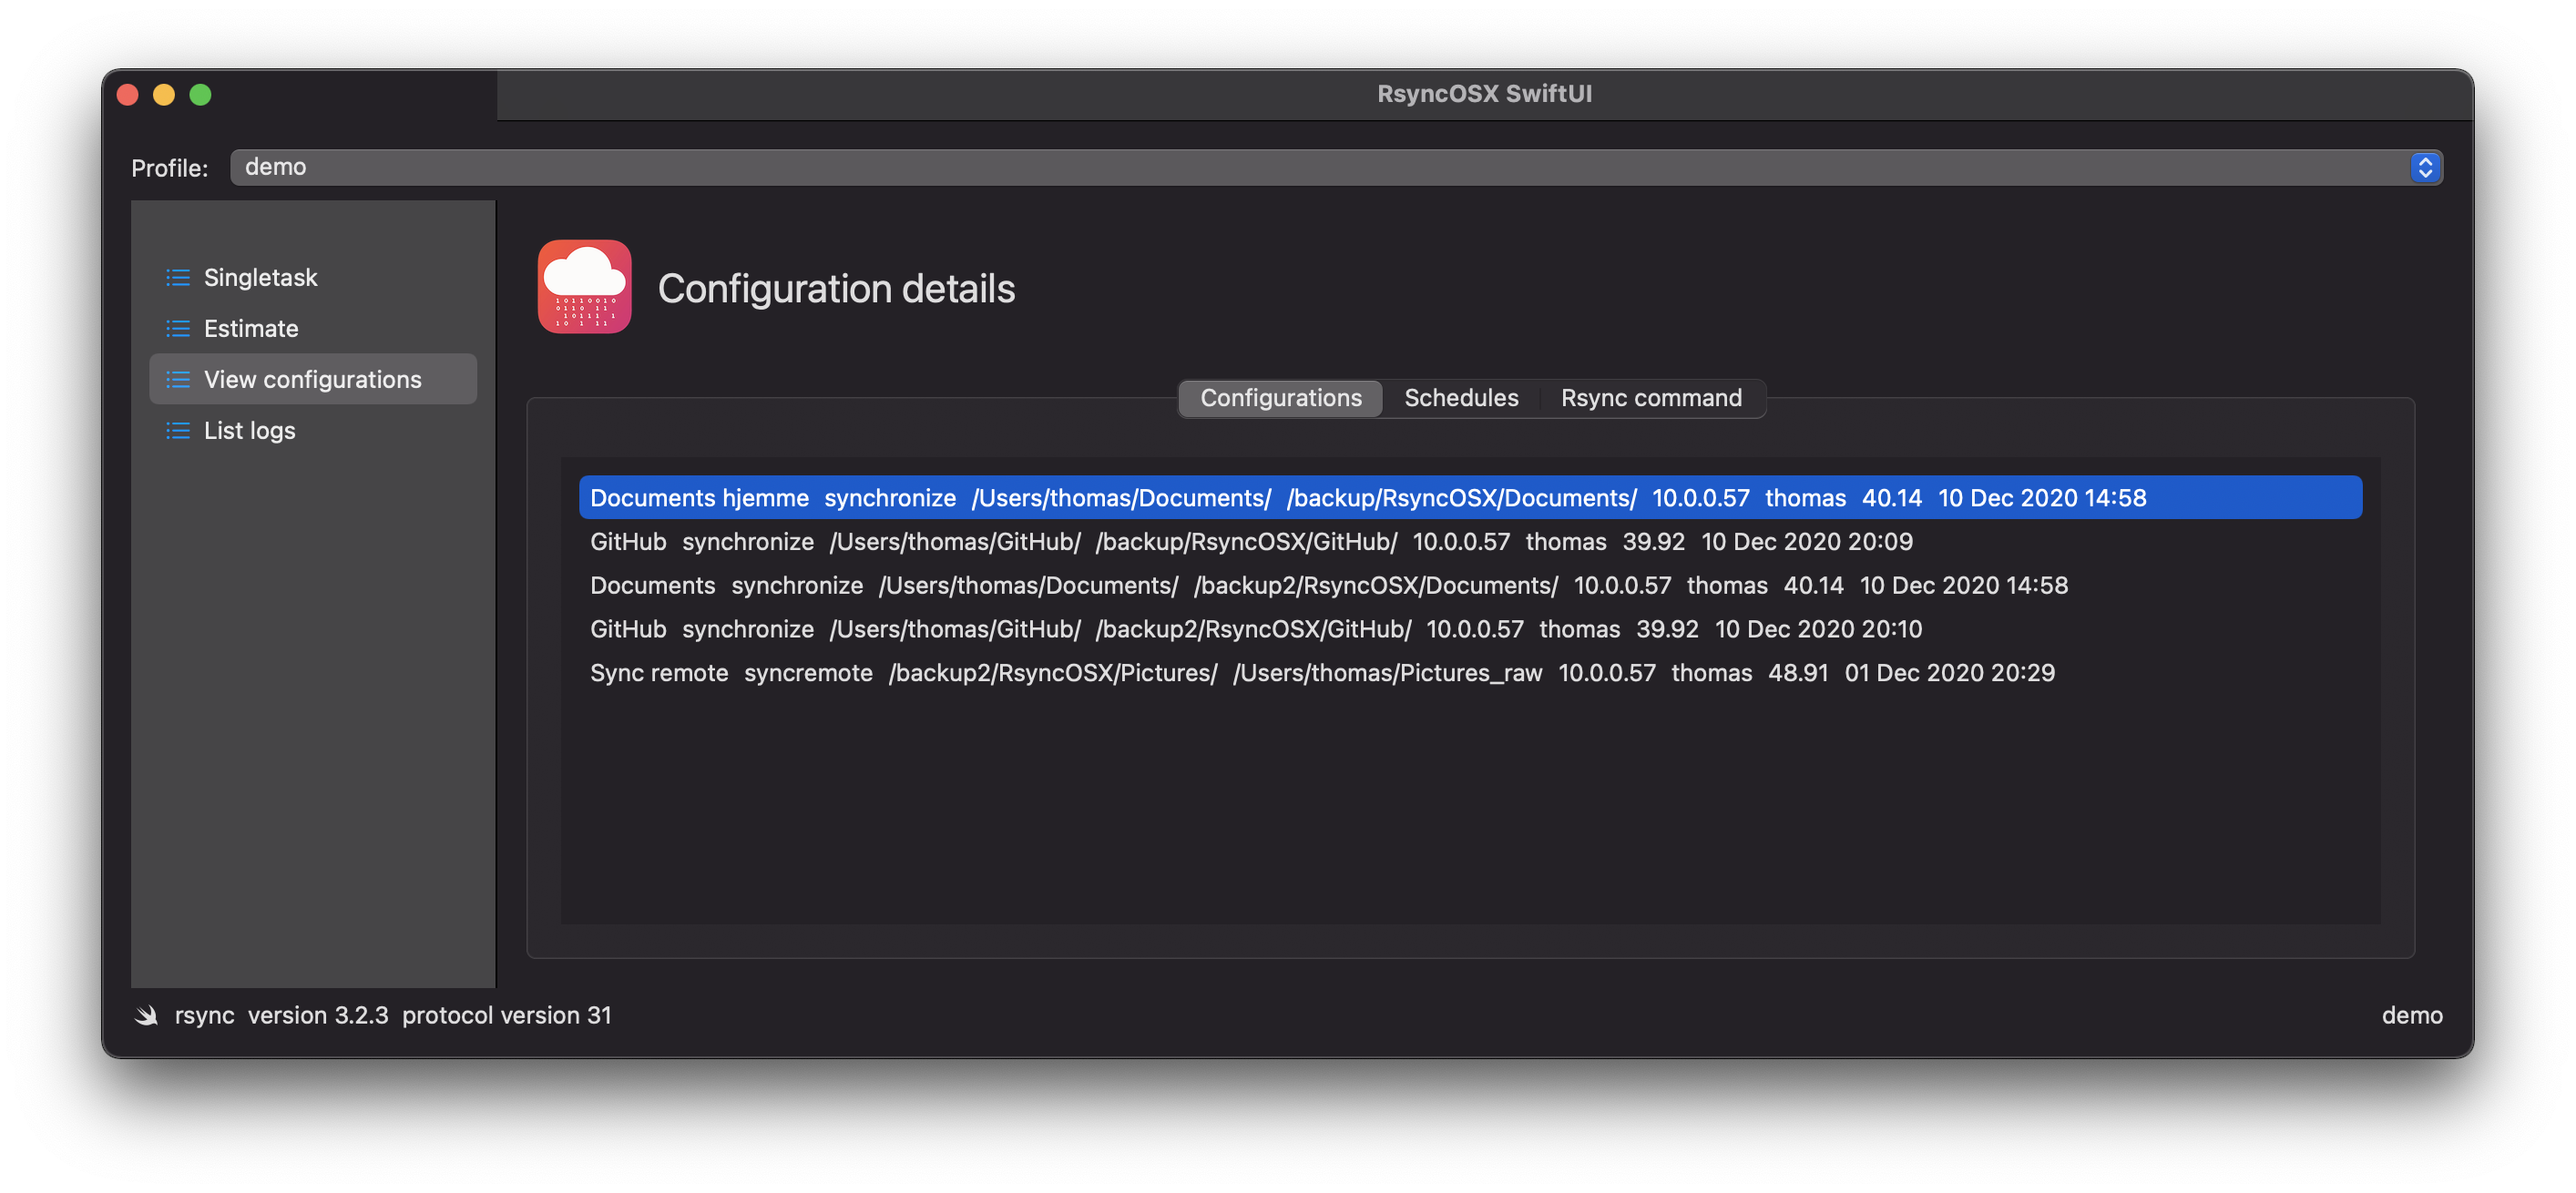 RsyncOSX SwiftUI
Profile: demo
Singletask
Estimate
View configurations
List logs
Configuration details
Configurations Schedules Rsync command
Documents hjemme synchronize /Users/thomas/Documents/ /backup/RsyncOSX/Documents/ 10.0.0.57 thomas 40.14 10 Dec 2020 14:58
GitHub synchronize /Users/thomas/GitHub/ /backup/RsyncOSX/GitHub/ 10.0.0.57 thomas 39.92 10 Dec 2020 20:09
Documents synchronize /Users/thomas/Documents/ /backup2/RsyncOSX/Documents/ 10.0.0.57 thomas 40.14 10 Dec 2020 14:58
GitHub synchronize /Users/thomas/GitHub/ /backup2/RsyncOSX/GitHub/ 10.0.0.57 thomas 39.92 10 Dec 2020 20:10
Sync remote syncremote /backup2/RsyncOSX/Pictures/ /Users/thomas/Pictures_raw 10.0.0.57 thomas 48.91 01 Dec 2020 20:29
rsync version 3.2.3 protocol version 31
demo